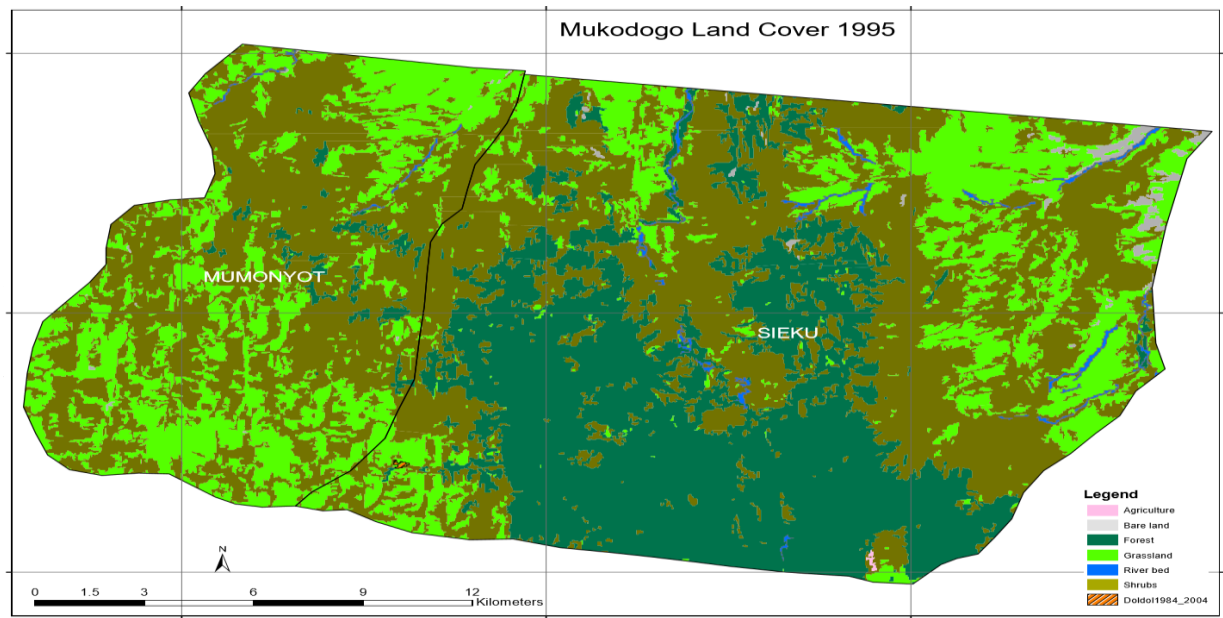 Mukodogo Land Cover 1995
MUMONYOT
SIEKU
Legend
Agriculture
Bare land
Forest
Grassland
River bed
Shrubs
Doldol1984_2004
N
0 1.5 3 6 9 12
Kilometers